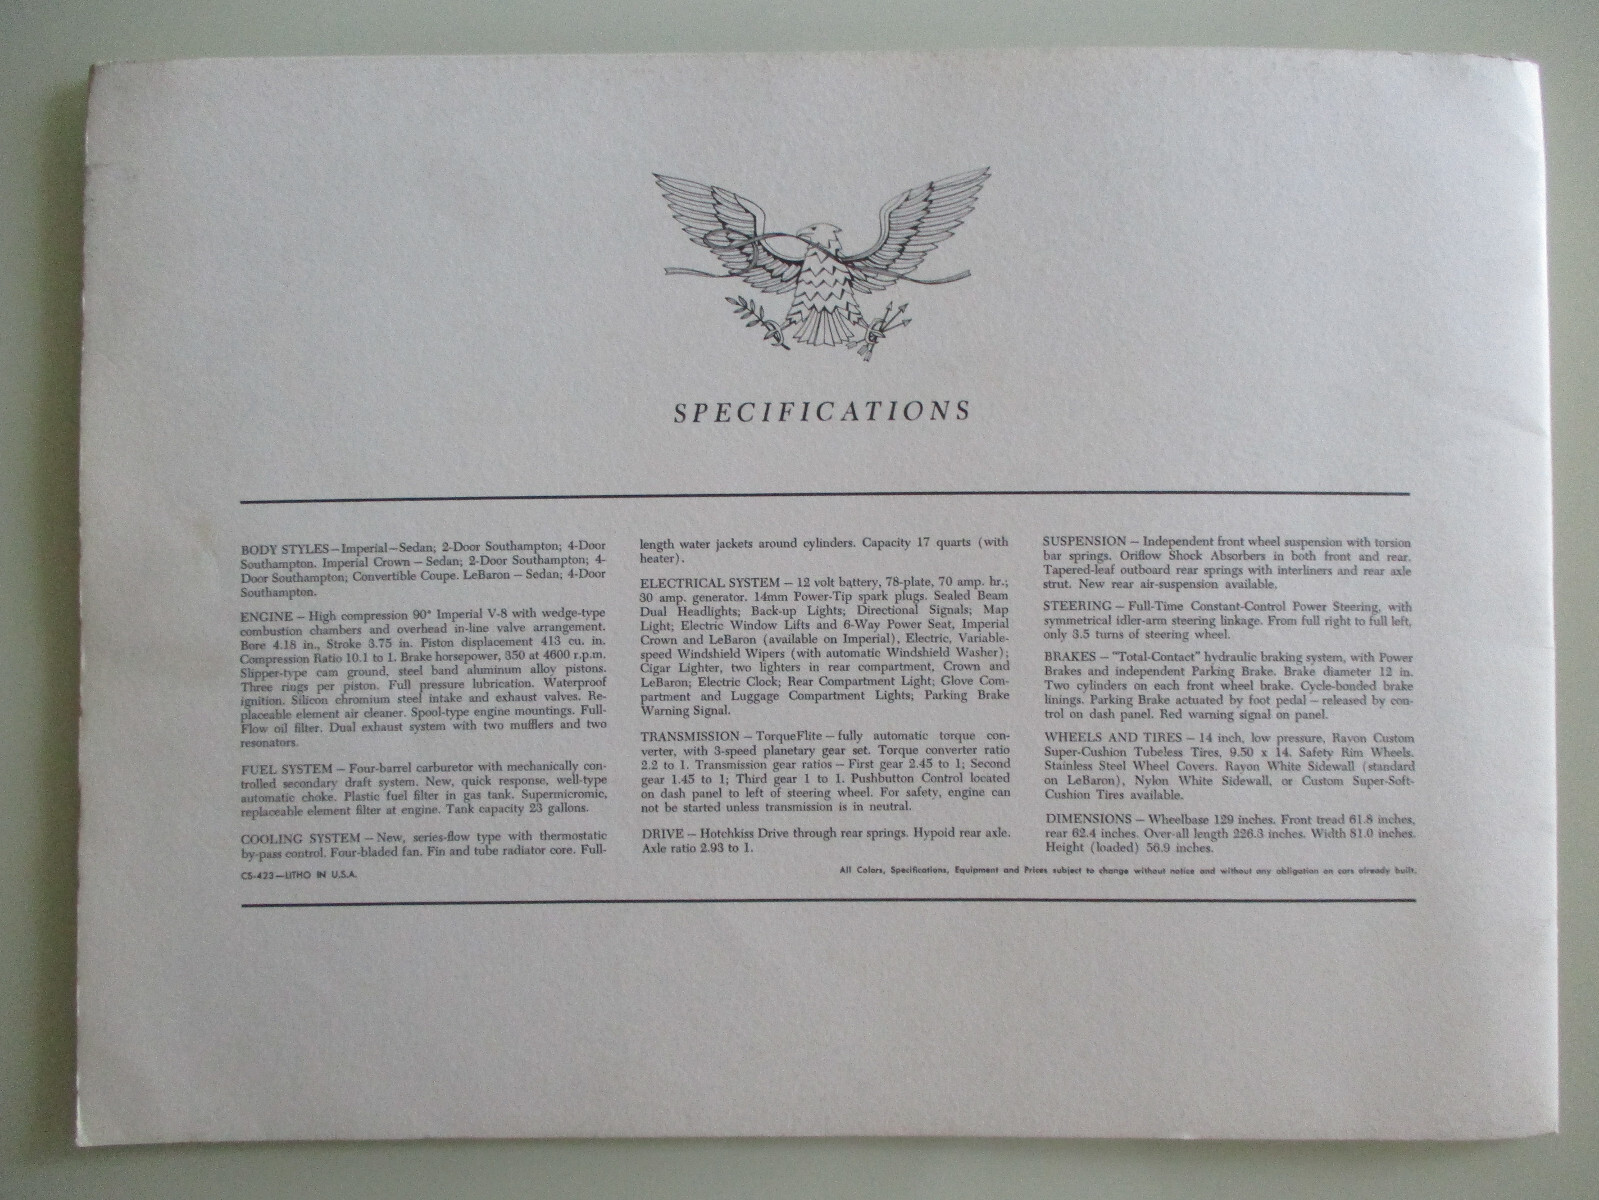 SPECIFICATIONS
BODY STYLES—Imperial—Sedan; 2-Door Southampton; 4-Door
Southampton. Imperial Crown — Sedan; 2-Door Southampton; 4-
Door Southampton; Convertible Coupe. LeBaron — Sedan; 4-Door
Southampton.
ENGINE — High compression 90° Imperial V-8 with wedge-type
combustion chambers and overhead in-line valve arrangement.
Bore 4.18 in., Stroke 3.75 in. Piston displacement 413 cu. in.
Compression Ratio 10.1 to 1. Brake horsepower, 350 at 4600 r.p.m.
Slipper-type cam ground, steel band aluminum alloy pistons.
Three rings per piston. Full pressure lubrication. Waterproof
ignition. Silicon chromium steel intake and exhaust valves. Re-
placeable element air cleaner. Spool-type engine mountings. Full-
Flow oil filter. Dual exhaust system with two mufflers and two
resonators.
FUEL SYSTEM — Four-barrel carburetor with mechanically con-
trolled secondary draft system. New, quick response, well-type
automatic choke. Plastic fuel filter in gas tank. Supermicromic,
replaceable element filter at engine. Tank capacity 23 gallons.
COOLING SYSTEM — New, series-flow type with thermostatic
by-pass control. Four-bladed fan. Fin and tube radiator core. Full-
length water jackets around cylinders. Capacity 17 quarts (with
heater).
ELECTRICAL SYSTEM — 12 volt battery, 78-plate, 70 amp. hr.;
30 amp. generator. 14mm Power-Tip spark plugs. Sealed Beam
Dual Headlights; Back-up Lights; Directional Signals; Map
Light; Electric Window Lifts and 6-Way Power Seat, Imperial
Crown and LeBaron (available on Imperial), Electric, Variable-
speed Windshield Wipers (with automatic Windshield Washer);
Cigar Lighter, two lighters in rear compartment, Crown and
LeBaron; Electric Clock; Rear Compartment Light; Glove Com-
partment and Luggage Compartment Lights; Parking Brake
Warning Signal.
TRANSMISSION — TorqueFlite — fully automatic torque con-
verter, with 3-speed planetary gear set. Torque converter ratio
2.2 to 1. Transmission gear ratios — First gear 2.45 to 1; Second
gear 1.45 to 1; Third gear 1 to 1. Pushbutton Control located
on dash panel to left of steering wheel. For safety, engine can
not be started unless transmission is in neutral.
DRIVE — Hotchkiss Drive through rear springs. Hypoid rear axle.
Axle ratio 2.93 to 1.
SUSPENSION — Independent front wheel suspension with torsion
bar springs. Oriflow Shock Absorbers in both front and rear.
Tapered-leaf outboard rear springs with interliners and rear axle
strut. New rear air-suspension available.
STEERING — Full-Time Constant-Control Power Steering, with
symmetrical idler-arm steering linkage. From full right to full left,
only 3.5 turns of steering wheel.
BRAKES — "Total-Contact" hydraulic braking system, with Power
Brakes and independent Parking Brake. Brake diameter 12 in.
Two cylinders on each front wheel brake. Cycle-bonded brake
linings. Parking Brake actuated by foot pedal — released by con-
trol on dash panel. Red warning signal on panel.
WHEELS AND TIRES — 14 inch, low pressure, Rayon Custom
Super-Cushion Tubeless Tires, 9.50 x 14. Safety Rim Wheels.
Stainless Steel Wheel Covers. Rayon White Sidewall (standard
on LeBaron), Nylon White Sidewall, or Custom Super-Soft-
Cushion Tires available.
DIMENSIONS — Wheelbase 129 inches. Front tread 61.8 inches,
rear 62.4 inches. Over-all length 226.3 inches. Width 81.0 inches.
Height (loaded) 56.9 inches.
CS-423—LITHO IN U.S.A.
All Colors, Specifications, Equipment and Prices subject to change without notice and without any obligation on cars already built.